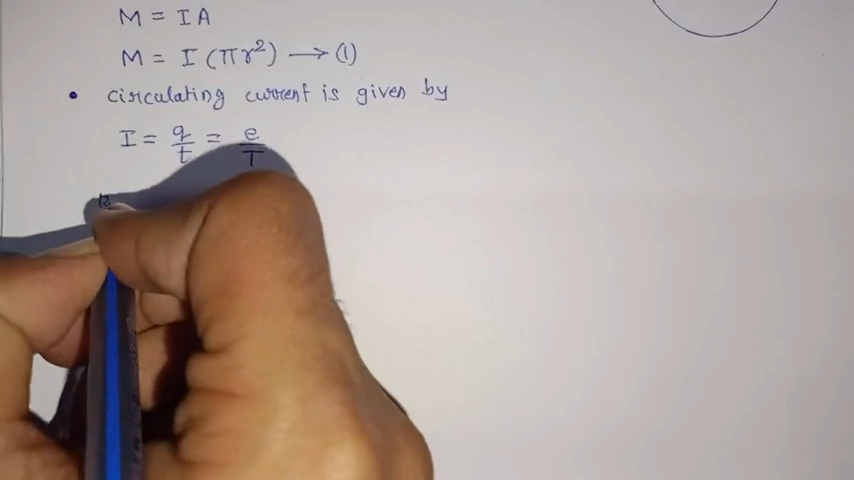 M = IA
M = I (πr²) ⟶ (1)
• circulating current is given by
I = q/t = e/T